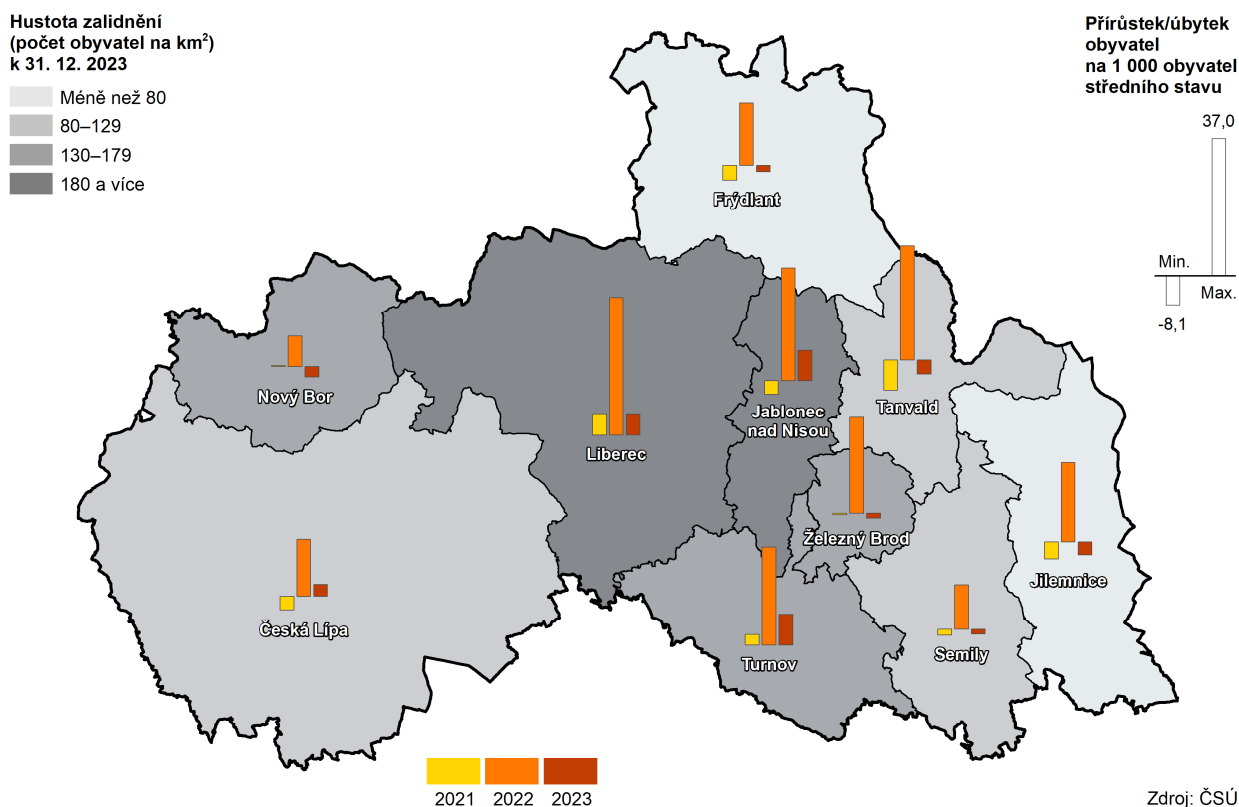 Hustota zalidnění
(počet obyvatel na km²)
k 31. 12. 2023
Méně než 80
80–129
130–179
180 a více
Přírůstek/úbytek
obyvatel
na 1 000 obyvatel
středního stavu
37,0
Min.
Max.
-8,1
Frýdlant
Nový Bor
Liberec
Jablonec
nad Nisou
Tanvald
Železný Brod
Jilemnice
Česká Lípa
Turnov
Semily
2021
2022
2023
Zdroj: ČSÚ